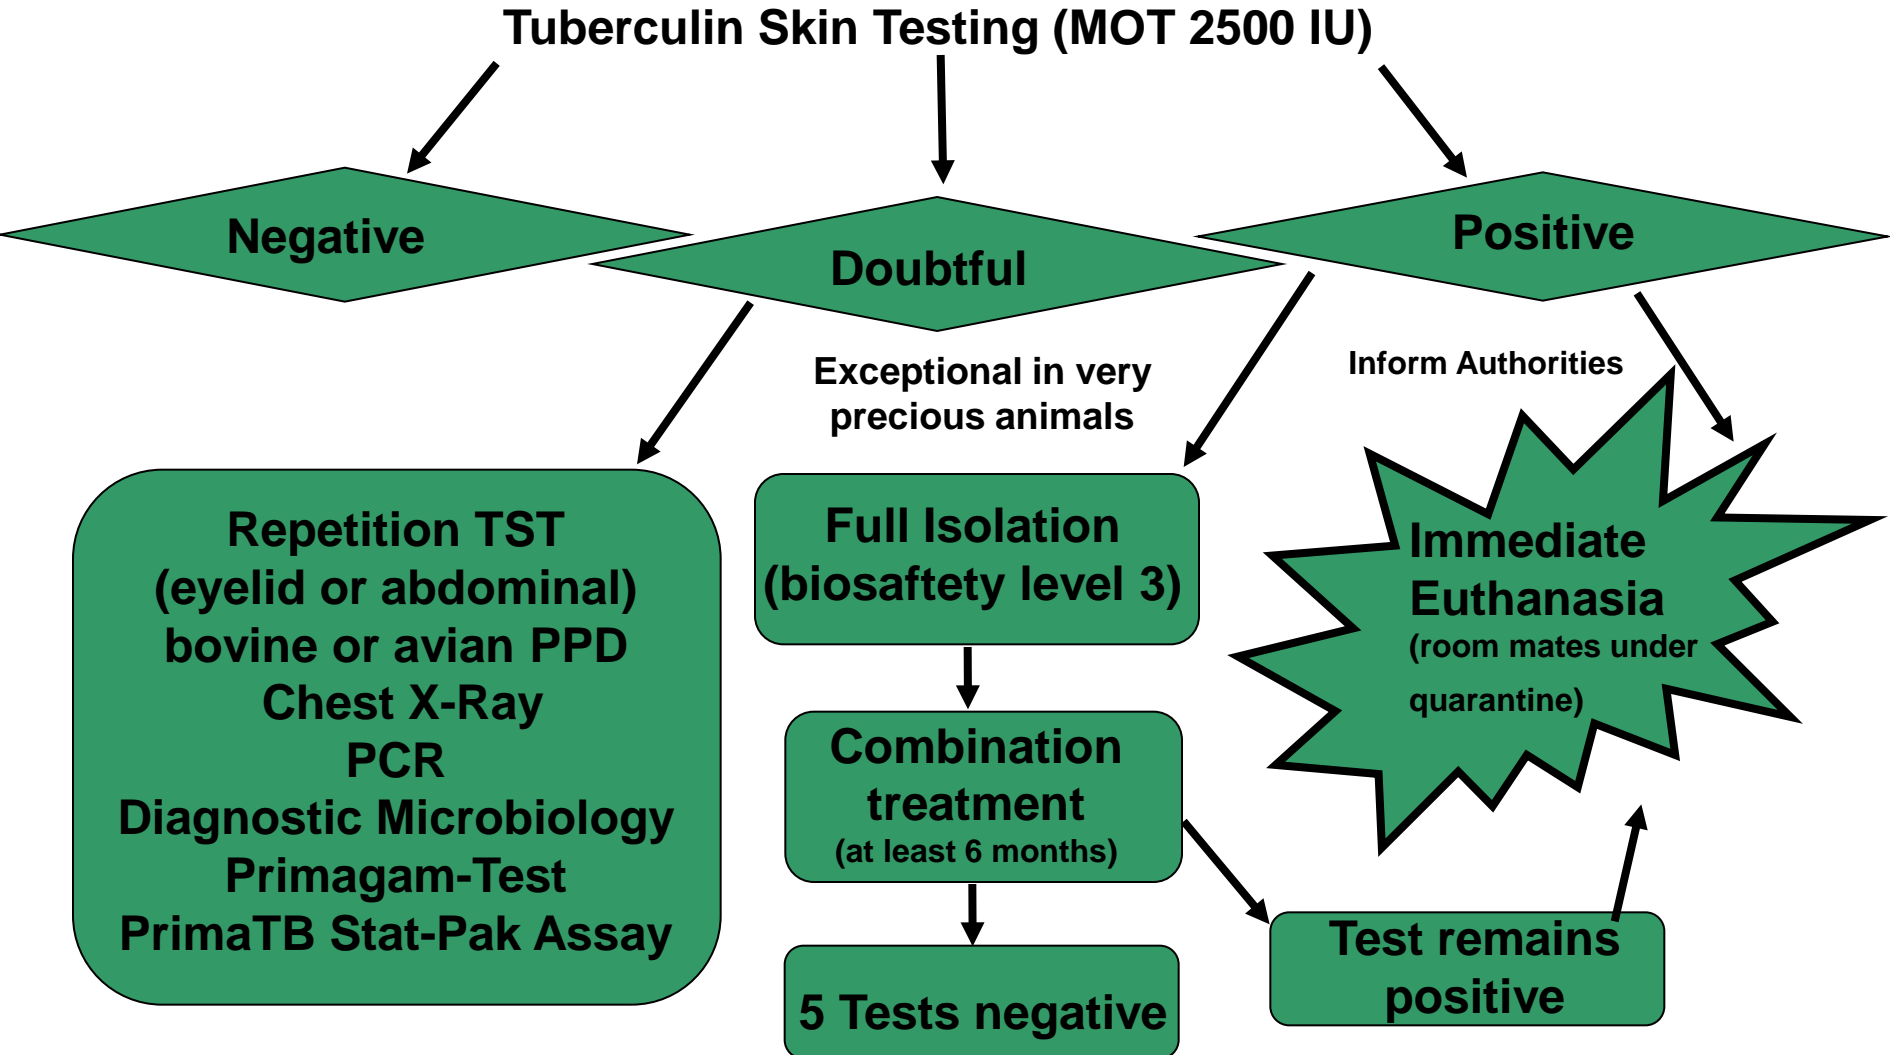 Tuberculin Skin Testing (MOT 2500 IU)
Negative
Doubtful
Positive
Exceptional in very
precious animals
Inform Authorities
Repetition TST
(eyelid or abdominal)
bovine or avian PPD
Chest X-Ray
PCR
Diagnostic Microbiology
Primagam-Test
PrimaTB Stat-Pak Assay
Full Isolation
(biosaftety level 3)
Combination
treatment
(at least 6 months)
5 Tests negative
Immediate
Euthanasia
(room mates under
quarantine)
Test remains
positive